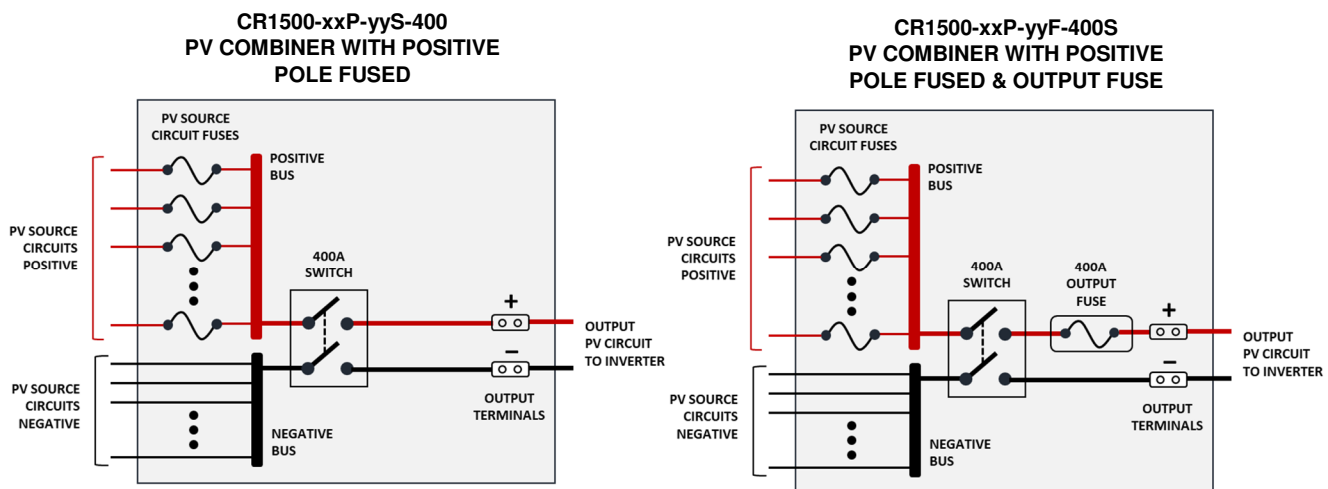 CR1500-xxP-yyS-400
PV COMBINER WITH POSITIVE
POLE FUSED
PV SOURCE
CIRCUIT FUSES
POSITIVE
BUS
PV SOURCE
CIRCUITS
POSITIVE
400A
SWITCH
+
OUTPUT
PV CIRCUIT
TO INVERTER
−
PV SOURCE
CIRCUITS
NEGATIVE
OUTPUT
TERMINALS
NEGATIVE
BUS
CR1500-xxP-yyF-400S
PV COMBINER WITH POSITIVE
POLE FUSED & OUTPUT FUSE
PV SOURCE
CIRCUIT FUSES
POSITIVE
BUS
PV SOURCE
CIRCUITS
POSITIVE
400A
SWITCH
400A
OUTPUT
FUSE
+
OUTPUT
PV CIRCUIT
TO INVERTER
−
PV SOURCE
CIRCUITS
NEGATIVE
OUTPUT
TERMINALS
NEGATIVE
BUS